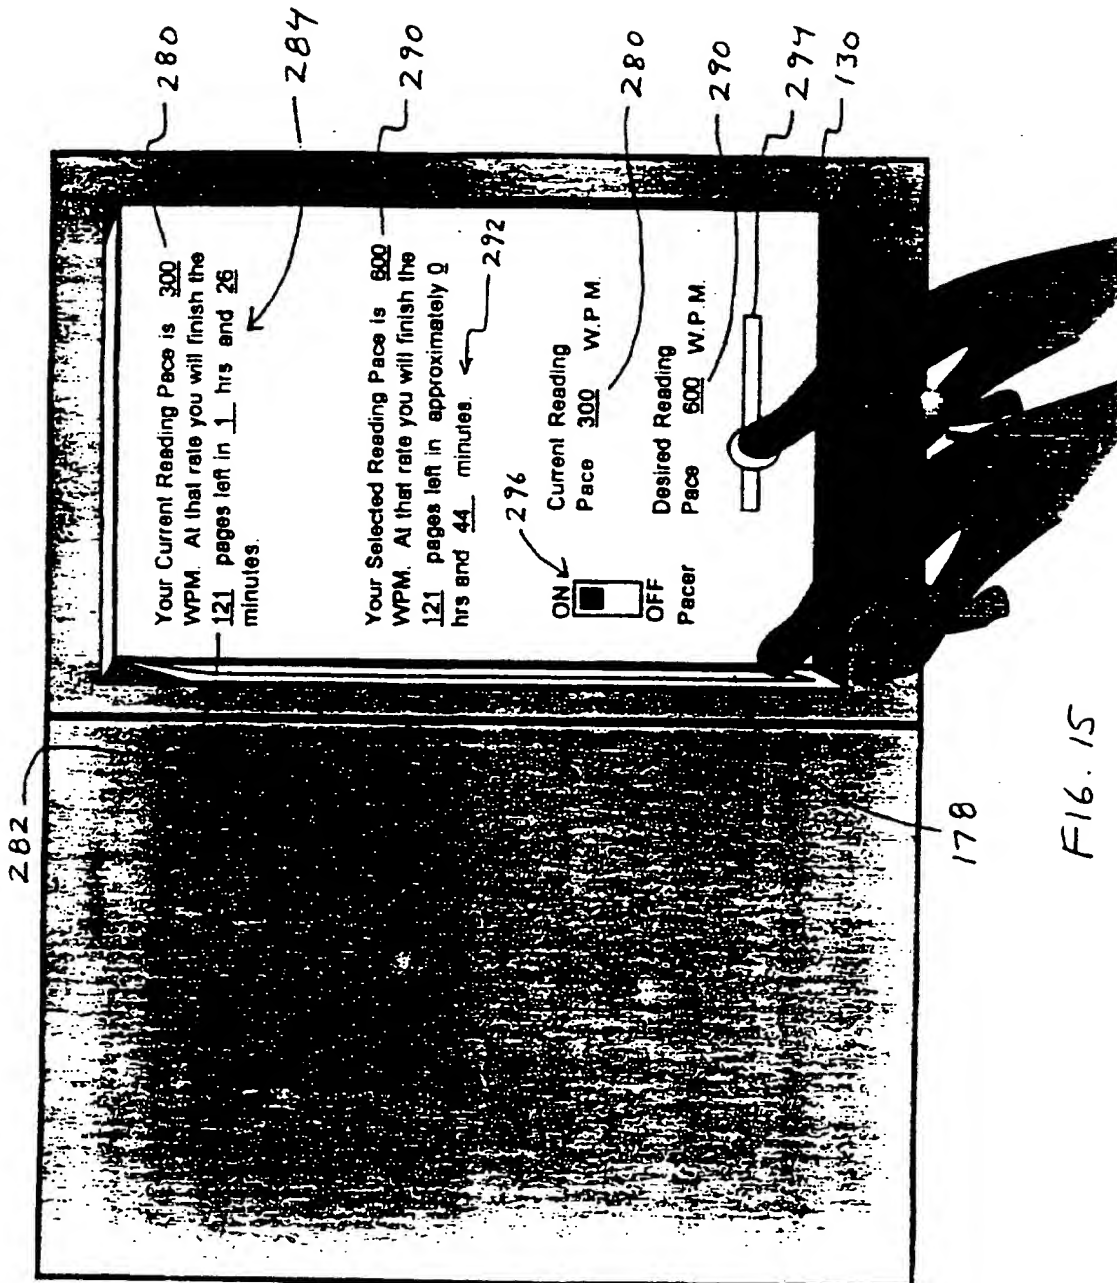 282
280
Your Current Reading Pace is 300
WPM. At that rate you will finish the
121 pages left in 1 hrs and 26
minutes.
284
Your Selected Reading Pace is 600
WPM. At that rate you will finish the
121 pages left in approximately 0
hrs and 44 minutes.
290
292
296
ON
OFF
Pacer
Current Reading
Pace 300 W.P.M.
280
Desired Reading
Pace 600 W.P.M.
290
294
130
178
FIG. 15